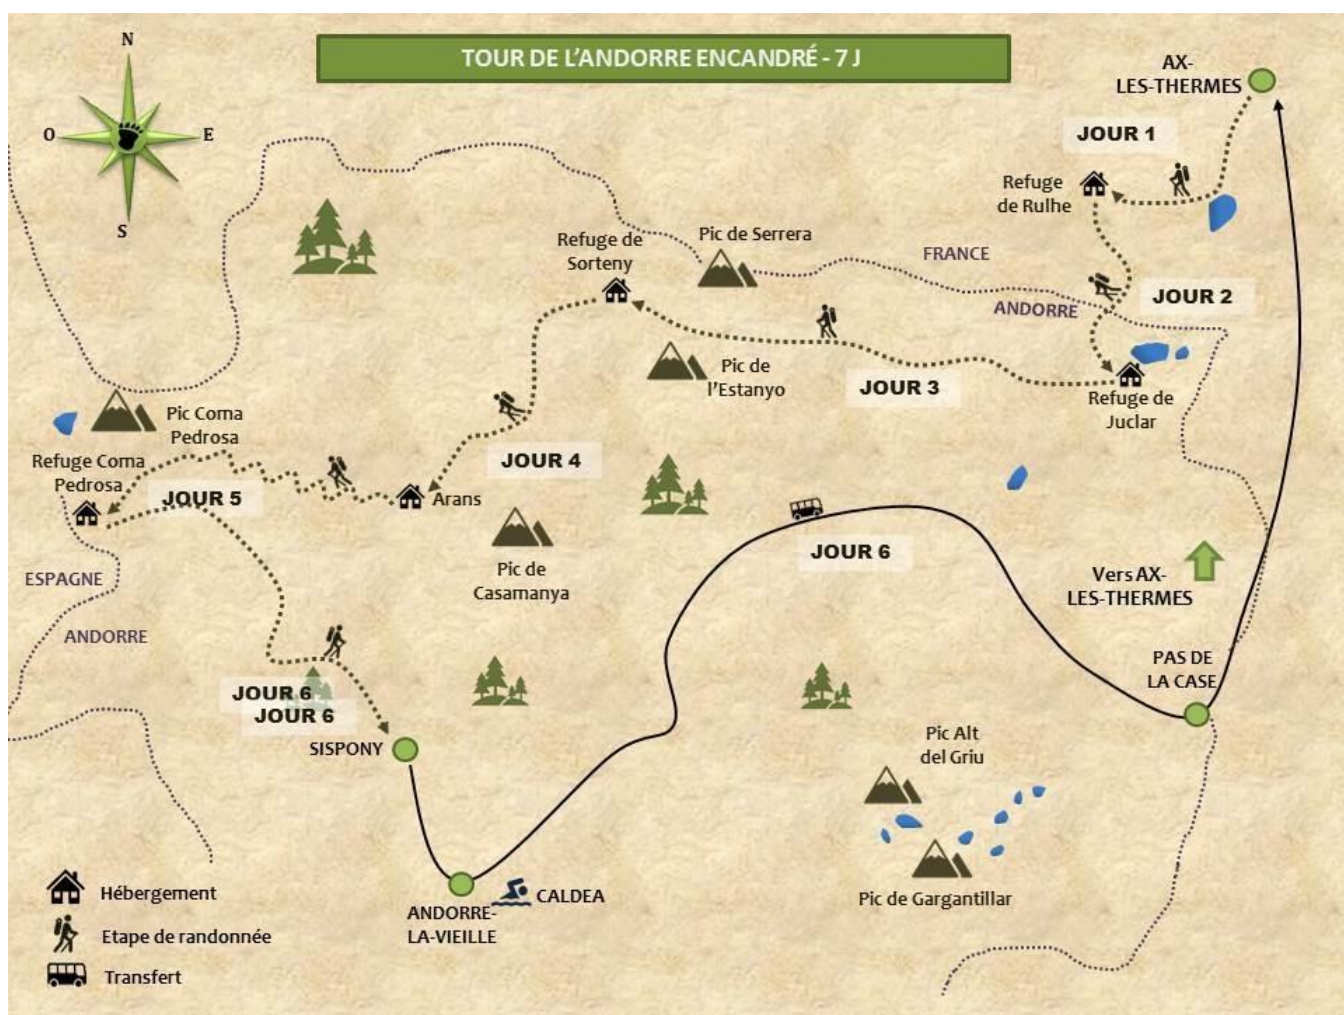 TOUR DE L'ANDORRE ENCANDRÉ - 7 J
N
O
E
S
AX-
LES-THERMES
JOUR 1
Refuge
de Rulhe
Refuge de
Sorteny
Pic de Serrera
FRANCE
ANDORRE
JOUR 2
Pic de
l'Estanyo
JOUR 3
Refuge de
Juclar
Pic Coma
Pedrosa
Refuge Coma
Pedrosa
JOUR 5
Arans
JOUR 4
Pic de
Casamanya
JOUR 6
Vers AX-
LES-THERMES
ESPAGNE
ANDORRE
PAS DE
LA CASE
JOUR 6
JOUR 6
SISPONY
Pic Alt
del Griu
Pic de Gargantillar
CALDEA
ANDORRE-
LA-VIEILLE
Hébergement
Etape de randonnée
Transfert